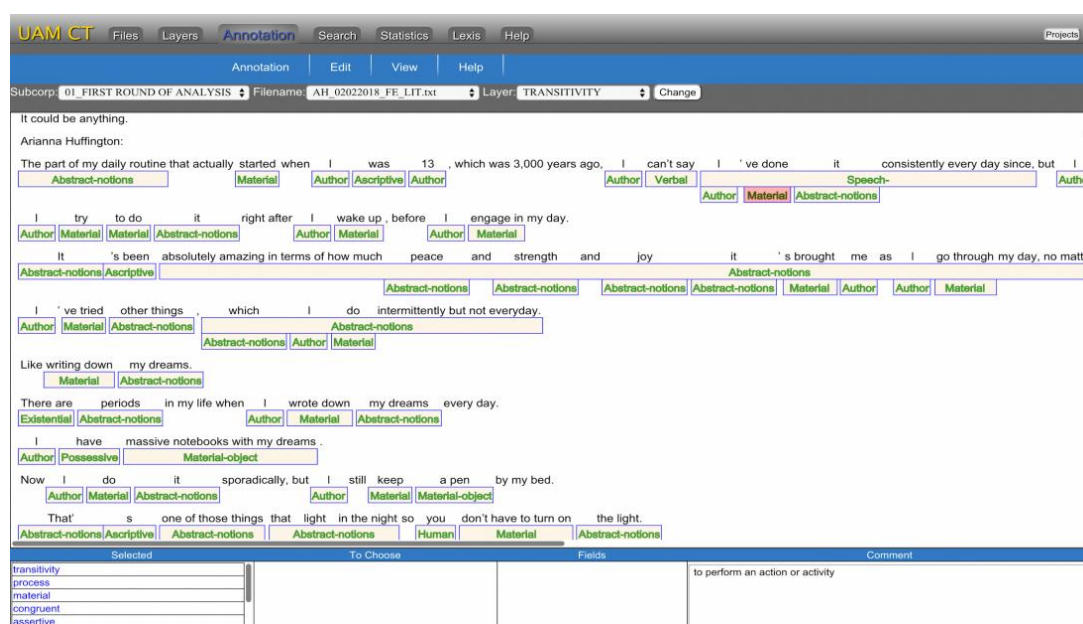 UAM CT Files Layers Annotation Search Statistics Lexis Help Projects
Annotation Edit View Help
Subcorp: 01_FIRST ROUND OF ANALYSIS Filename: AH_02022018_FE_LIT.txt Layer: TRANSITIVITY Change
It could be anything.
Arianna Huffington:
The part of my daily routine that actually started when I was 13 , which was 3,000 years ago, I can't say I 've done it consistently every day since, but I
Abstract-notions Material Author Ascriptive Author Author Verbal Speech- Auth
Author Material Abstract-notions
I try to do it right after I wake up , before I engage in my day.
Author Material Material Abstract-notions Author Material Author Material
It 's been absolutely amazing in terms of how much peace and strength and joy it 's brought me as I go through my day, no matt
Abstract-notions Ascriptive Abstract-notions
Abstract-notions Abstract-notions Abstract-notions Abstract-notions Material Author Author Material
I 've tried other things , which I do intermittently but not everyday.
Author Material Abstract-notions Abstract-notions
Abstract-notions Author Material
Like writing down my dreams.
Material Abstract-notions
There are periods in my life when I wrote down my dreams every day.
Existential Abstract-notions Author Material Abstract-notions
I have massive notebooks with my dreams .
Author Possessive Material-object
Now I do it sporadically, but I still keep a pen by my bed.
Author Material Abstract-notions Author Material Material-object
That' s one of those things that light in the night so you don't have to turn on the light.
Abstract-notions Ascriptive Abstract-notions Abstract-notions Human Material Abstract-notions
Selected To Choose Fields Comment
transitivity
process
material
congruent
assertive
to perform an action or activity